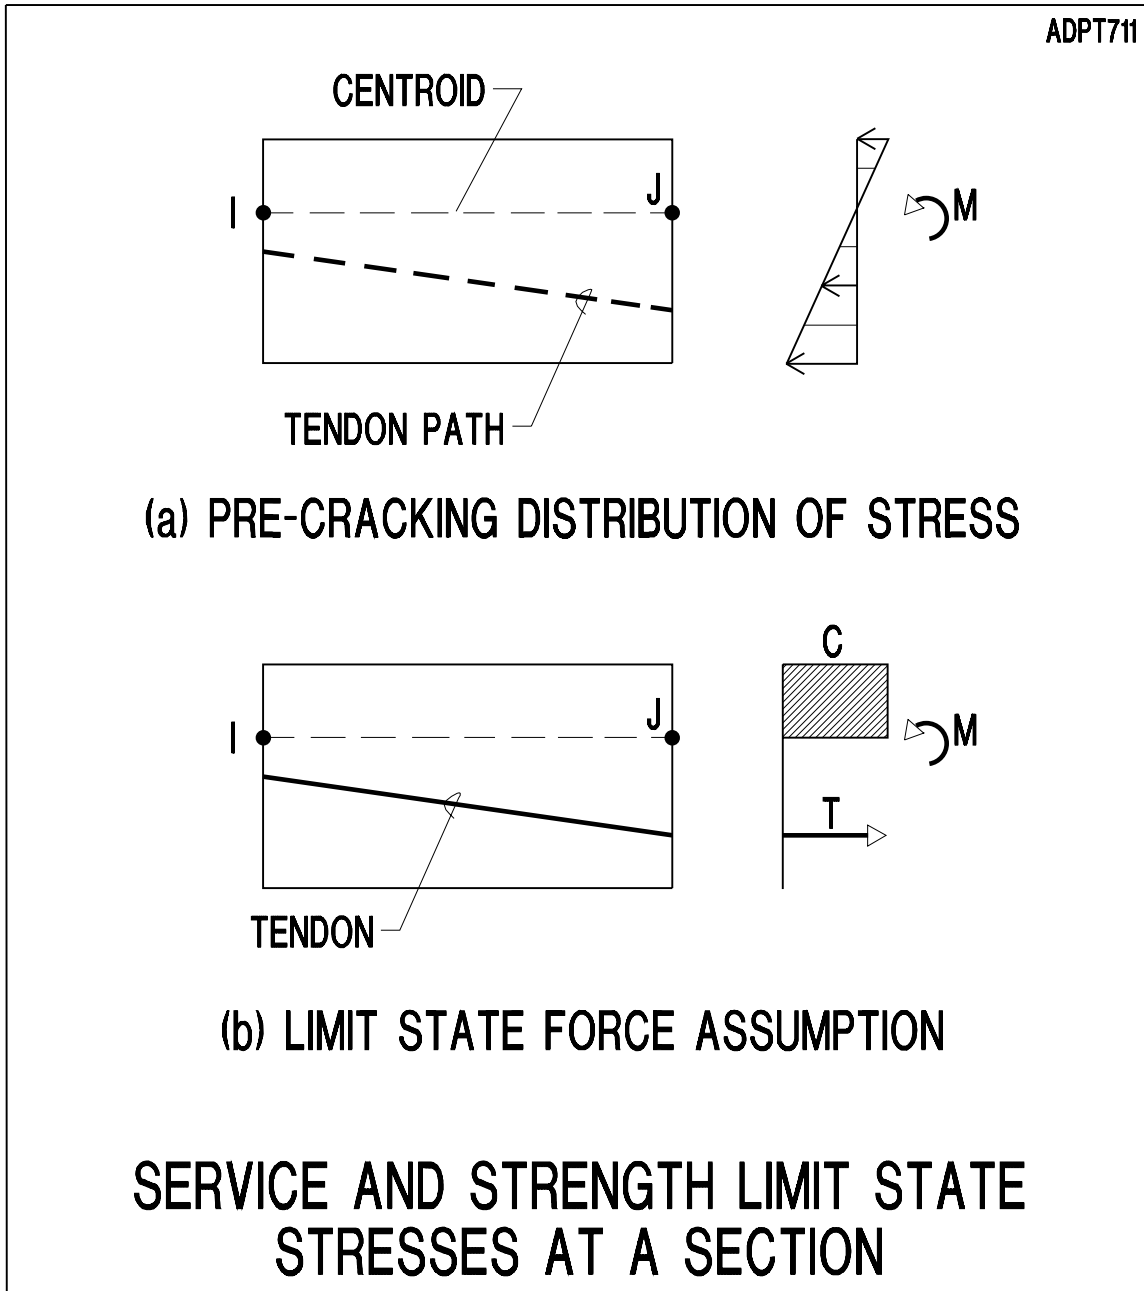 ADPT711
CENTROID
I
J
M
TENDON PATH
(a) PRE-CRACKING DISTRIBUTION OF STRESS
C
I
J
M
T
TENDON
(b) LIMIT STATE FORCE ASSUMPTION
SERVICE AND STRENGTH LIMIT STATE
STRESSES AT A SECTION